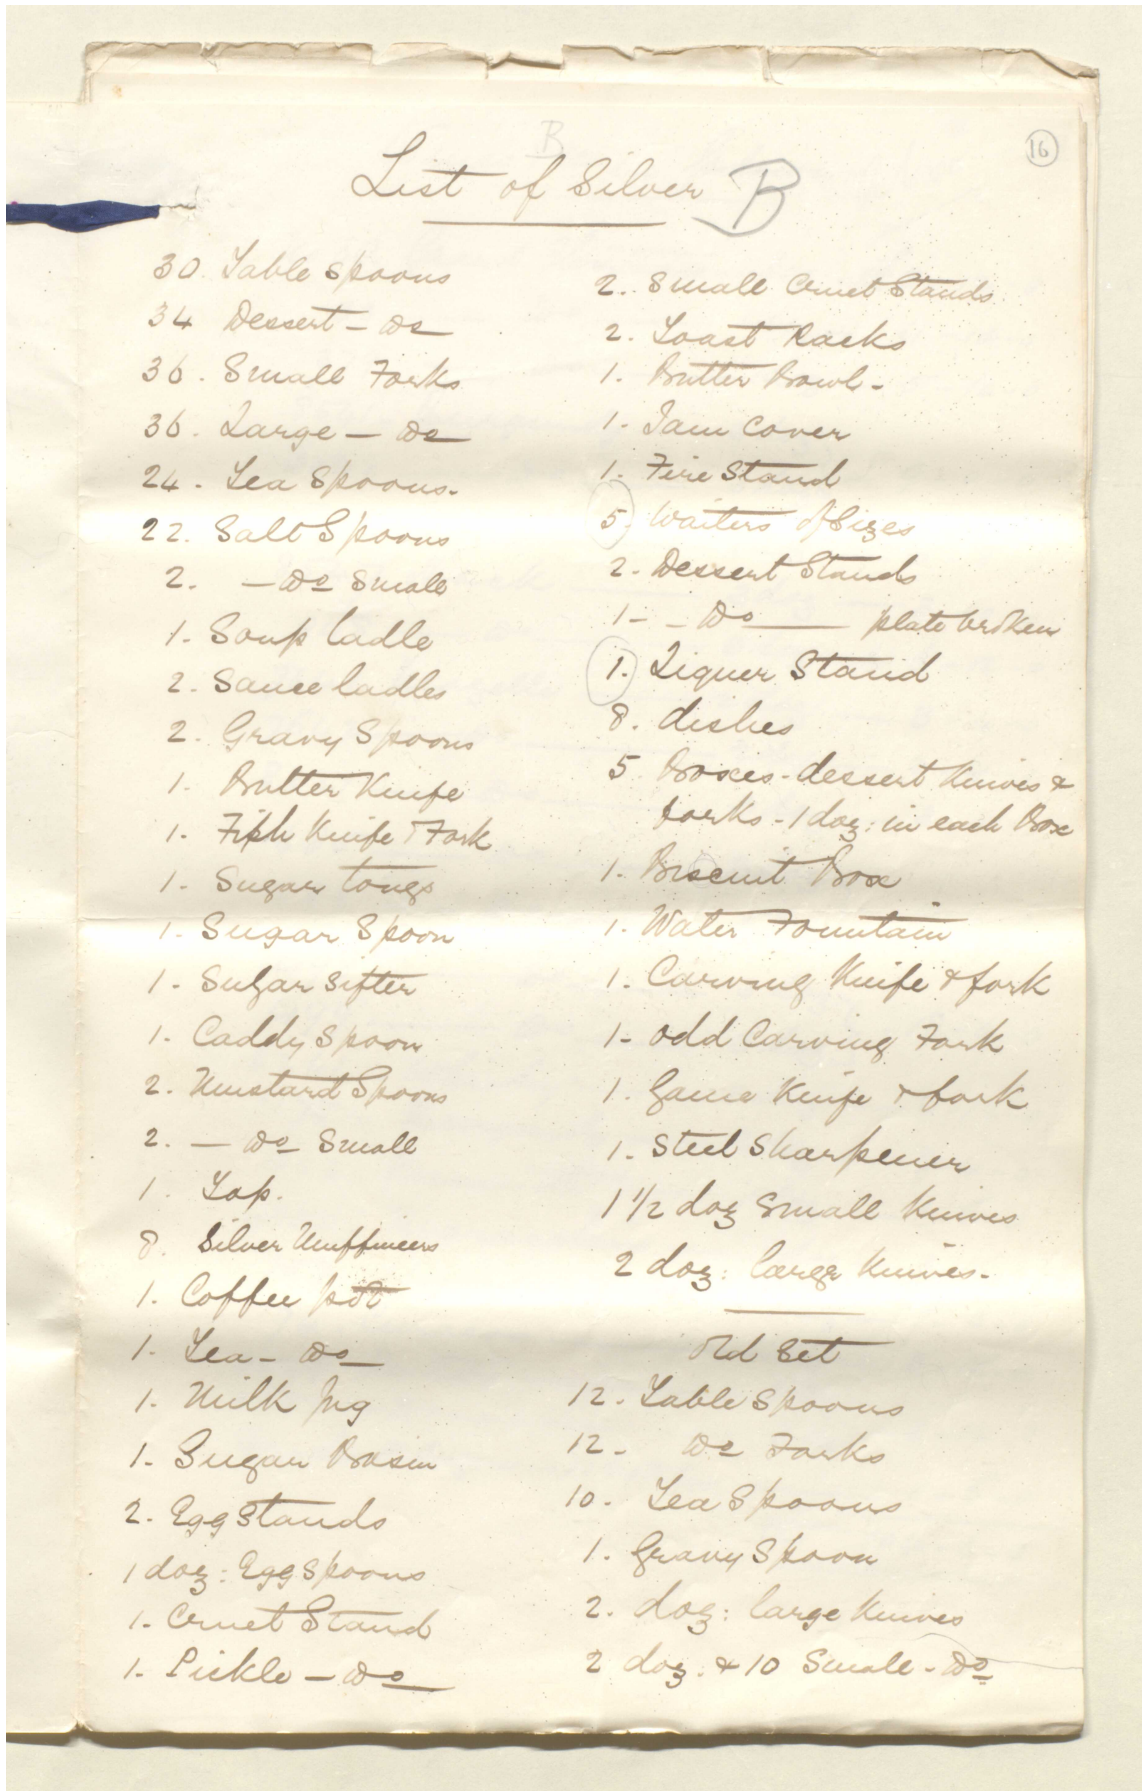 16
B
List of Silver B
30. Table Spoons
34 Dessert - Do
36. Small Forks
36. Large - Do
24. Tea Spoons.
22. Salt Spoons
2. - Do Small
1. Soup ladle
2. Sauce ladles
2. Gravy Spoons
1. Butter Knife
1. Fish Knife & Fork
1. Sugar tongs
1. Sugar Spoon
1. Sugar Sifter
1. Caddy Spoon
2. Mustard Spoons
2. - Do Small
1. Top.
8. Silver Muffineers
1. Coffee pot
1. Tea - Do
1. Milk Jug
1. Sugar Basin
2. Egg Stands
1 doz: Egg Spoons
1. Cruet Stand
1. Pickle - Do
2. Small Cruet Stands
2. Toast Racks
1. Butter Bowl -
1. Jam Cover
1. Fire Stand
5. Waiters of Sizes
2. Dessert Stands
1 - - Do plate broken
1. Liquer Stand
8. dishes
5 Boxes - dessert Knives &
forks - 1 doz: in each Box
1. Biscuit Box
1. Water Fountain
1. Carving Knife & fork
1 - odd Carving Fork
1. Game Knife & fork
1. Steel Sharpener
1 1/2 doz Small Knives
2 doz: large Knives -
Old Set
12. Table Spoons
12 - Do Forks
10. Tea Spoons
1. Gravy Spoon
2. doz: large Knives
2 doz: & 10 Small - Do